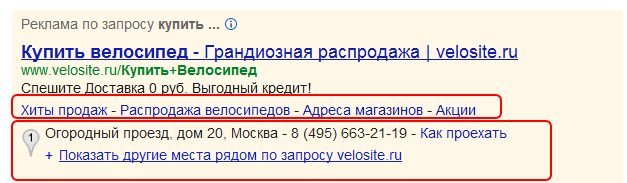 Реклама по запросу купить ...
Купить велосипед - Грандиозная распродажа | velosite.ru
www.velosite.ru/Купить+Велосипед
Спешите Доставка 0 руб. Выгодный кредит!
Хиты продаж - Распродажа велосипедов - Адреса магазинов - Акции
1 Огородный проезд, дом 20, Москва - 8 (495) 663-21-19 - Как проехать
+ Показать другие места рядом по запросу velosite.ru